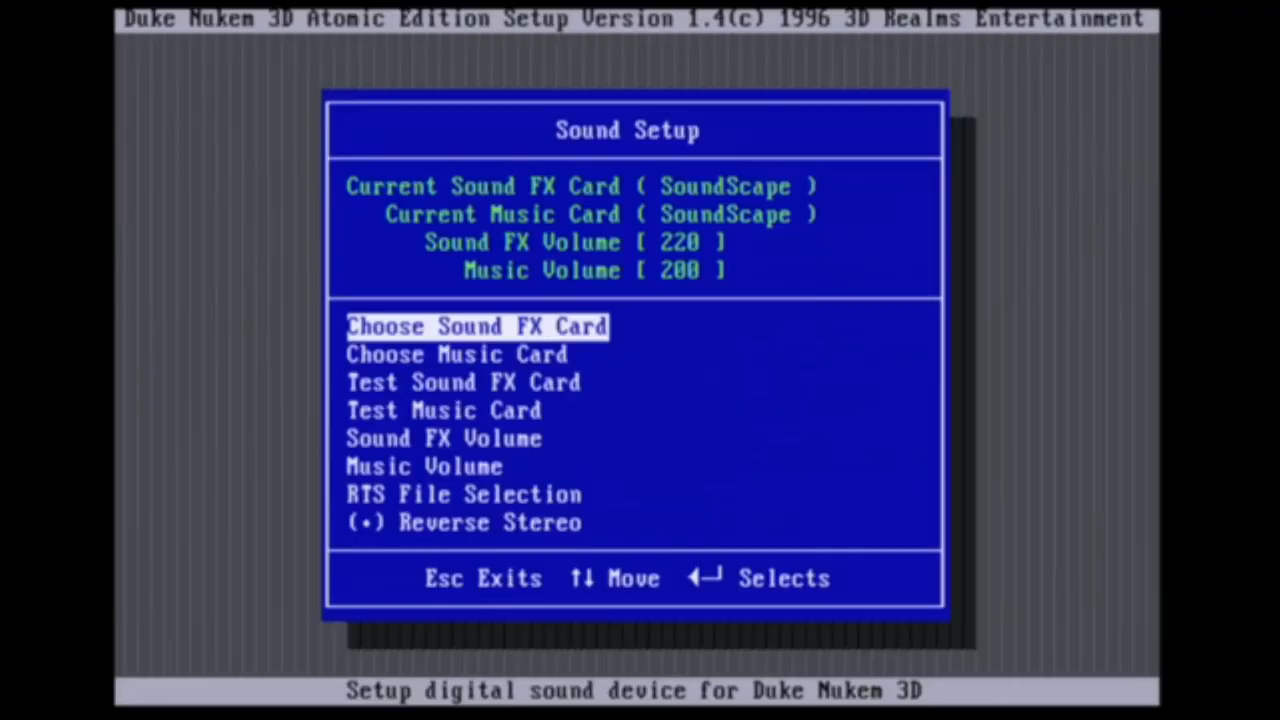 Duke Nukem 3D Atomic Edition Setup Version 1.4(c) 1996 3D Realms Entertainment
Sound Setup
Current Sound FX Card ( SoundScape )
Current Music Card ( SoundScape )
Sound FX Volume [ 220 ]
Music Volume [ 200 ]
Choose Sound FX Card
Choose Music Card
Test Sound FX Card
Test Music Card
Sound FX Volume
Music Volume
RTS File Selection
(•) Reverse Stereo
Esc Exits ↑↓ Move ◄─┘ Selects
Setup digital sound device for Duke Nukem 3D